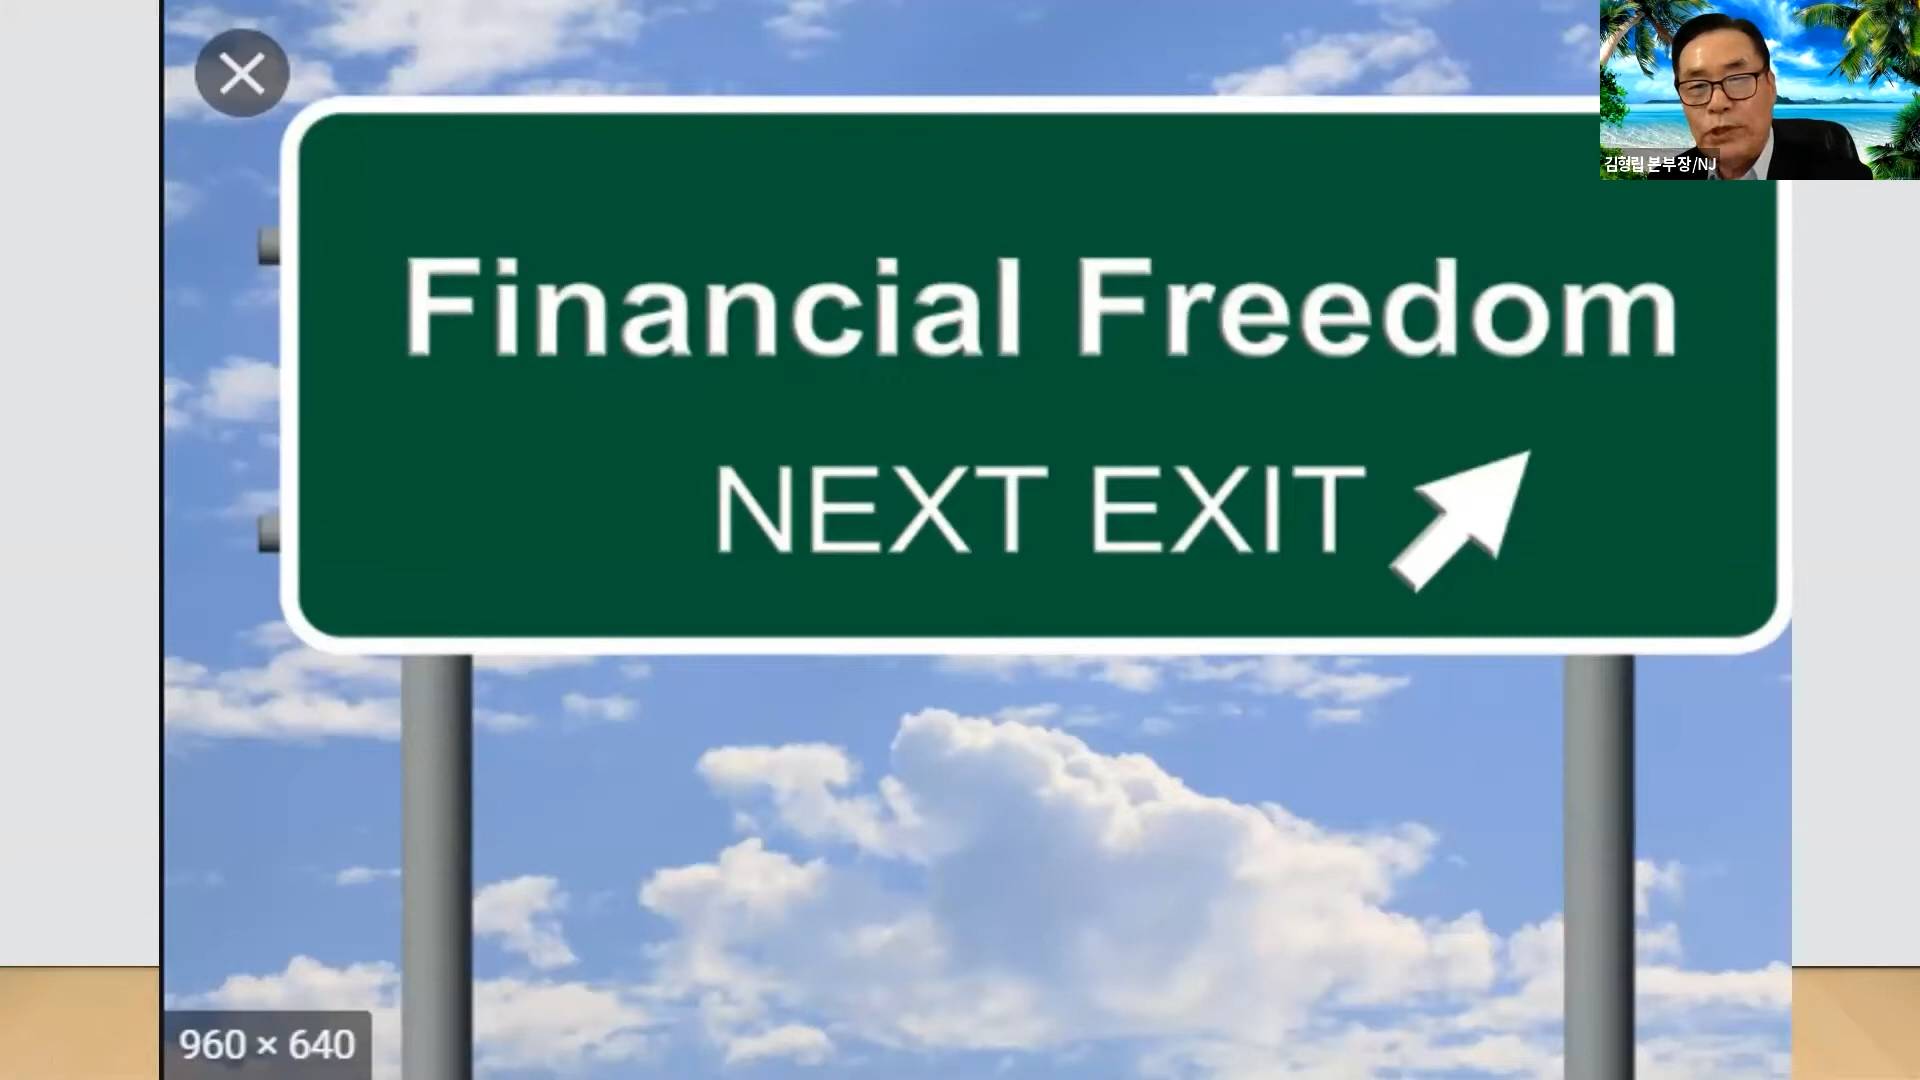 김형립 본부장/NJ
Financial Freedom
NEXT EXIT
960 × 640